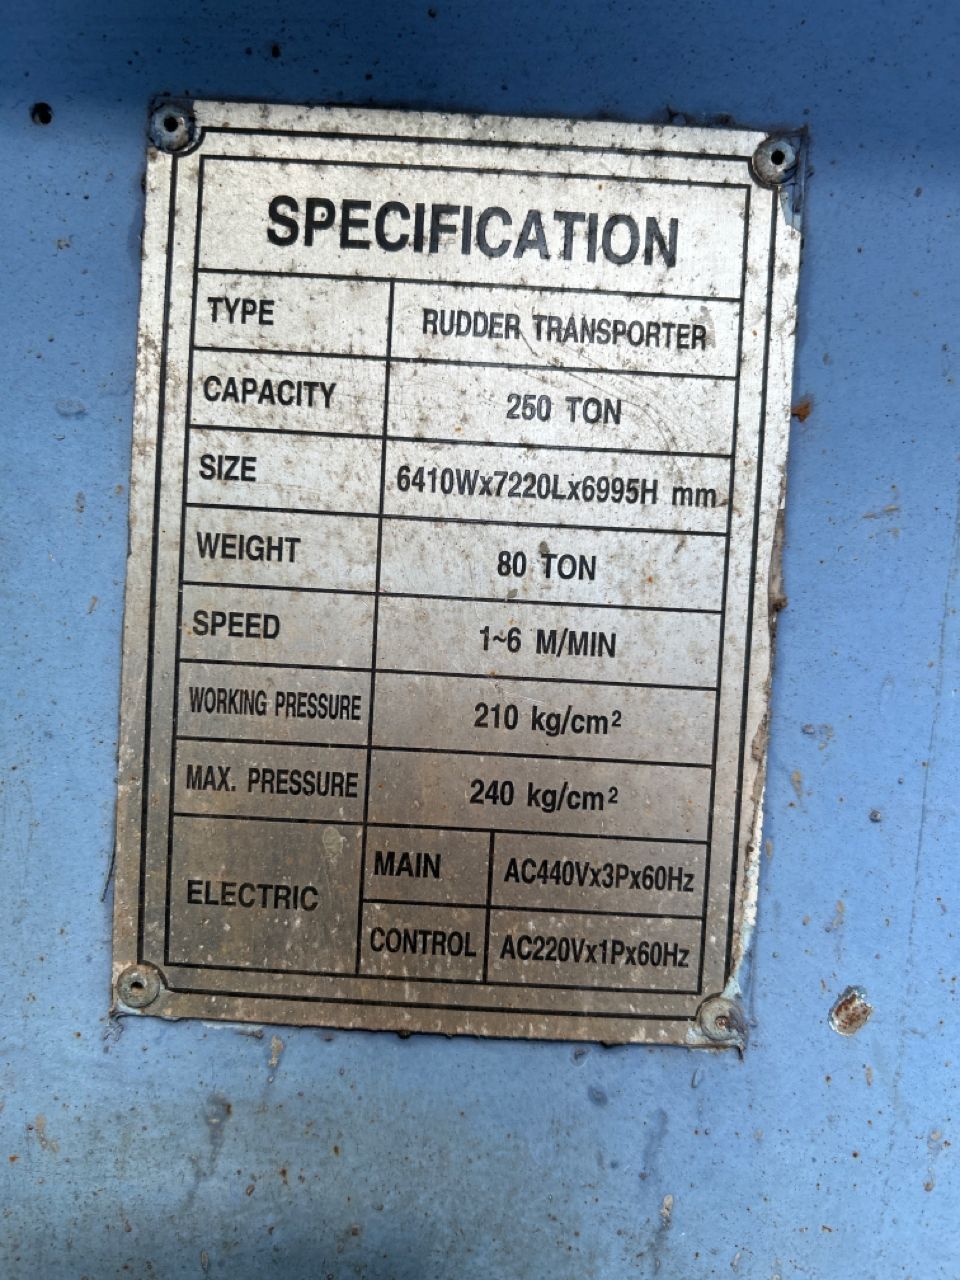 SPECIFICATION
TYPE RUDDER TRANSPORTER
CAPACITY 250 TON
SIZE 6410Wx7220Lx6995H mm
WEIGHT 80 TON
SPEED 1~6 M/MIN
WORKING PRESSURE 210 kg/cm²
MAX. PRESSURE 240 kg/cm²
ELECTRIC MAIN AC440Vx3Px60Hz
CONTROL AC220Vx1Px60Hz